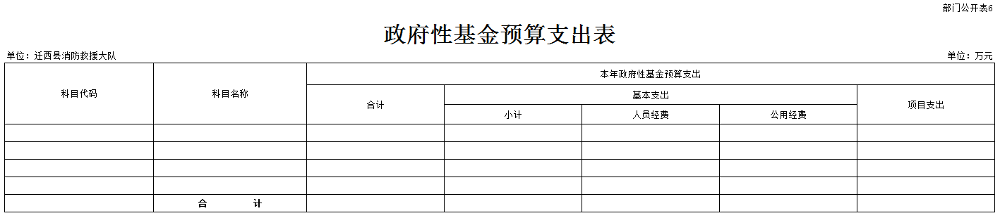 部门公开表6
政府性基金预算支出表
单位：迁西县消防救援大队 单位：万元
科目代码 科目名称 本年政府性基金预算支出
合计 基本支出 项目支出
小计 人员经费 公用经费
合 计